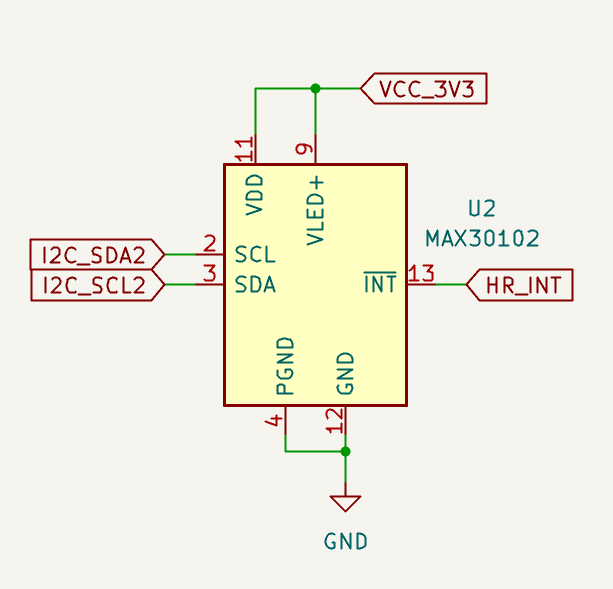 VCC_3V3
11
9
VDD
VLED+
U2
MAX30102
I2C_SDA2
2
SCL
I2C_SCL2
3
SDA
INT
13
HR_INT
PGND
GND
4
12
GND